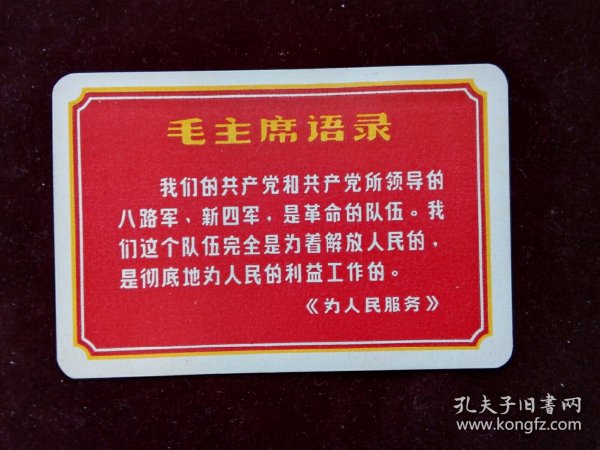 毛主席语录
我们的共产党和共产党所领导的
八路军、新四军，是革命的队伍。我
们这个队伍完全是为着解放人民的，
是彻底地为人民的利益工作的。
《为人民服务》
孔夫子旧书网
www.kongfz.com